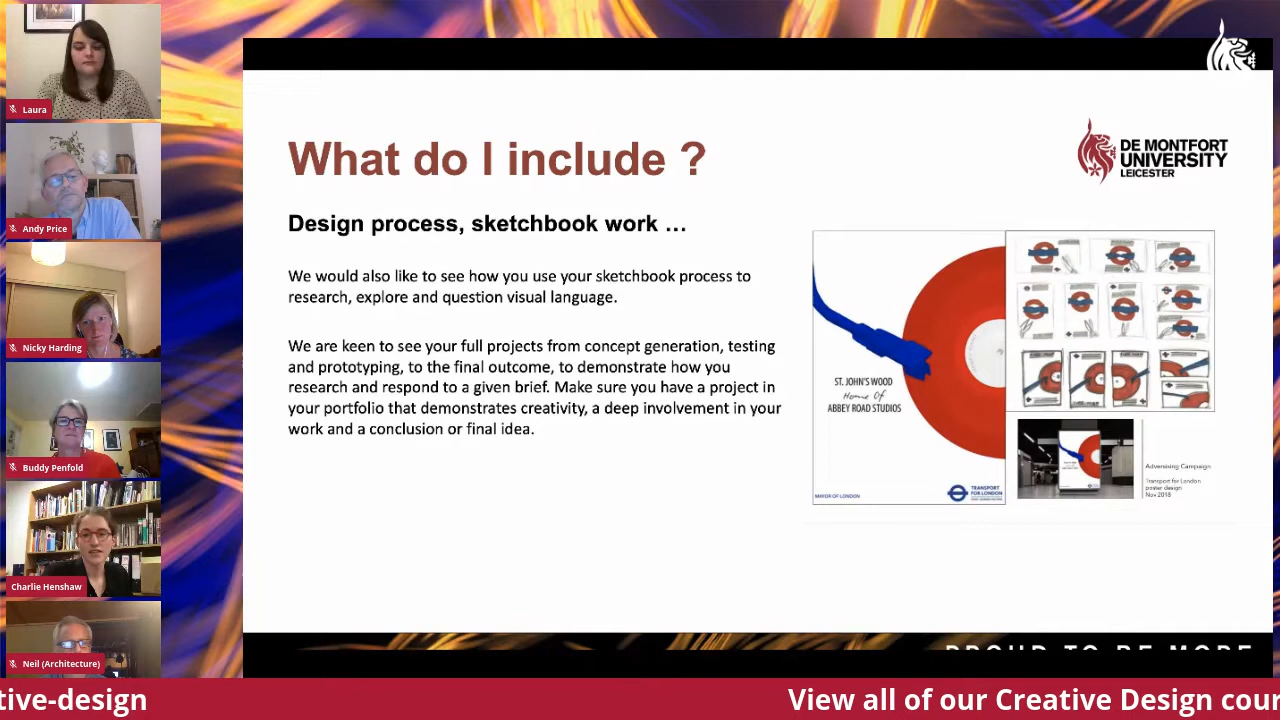 Laura
Andy Price
Nicky Harding
Buddy Penfold
Charlie Henshaw
Neil (Architecture)
What do I include ?
DE MONTFORT
UNIVERSITY
LEICESTER
Design process, sketchbook work ...
We would also like to see how you use your sketchbook process to
research, explore and question visual language.
We are keen to see your full projects from concept generation, testing
and prototyping, to the final outcome, to demonstrate how you
research and respond to a given brief. Make sure you have a project in
your portfolio that demonstrates creativity, a deep involvement in your
work and a conclusion or final idea.
ST. JOHN'S WOOD
Home Of
ABBEY ROAD STUDIOS
MAYOR OF LONDON
TRANSPORT
FOR LONDON
Advertising Campaign
Transport for London
poster design
Nov 2018
PROUD TO BE MORE
tive-design
View all of our Creative Design cour